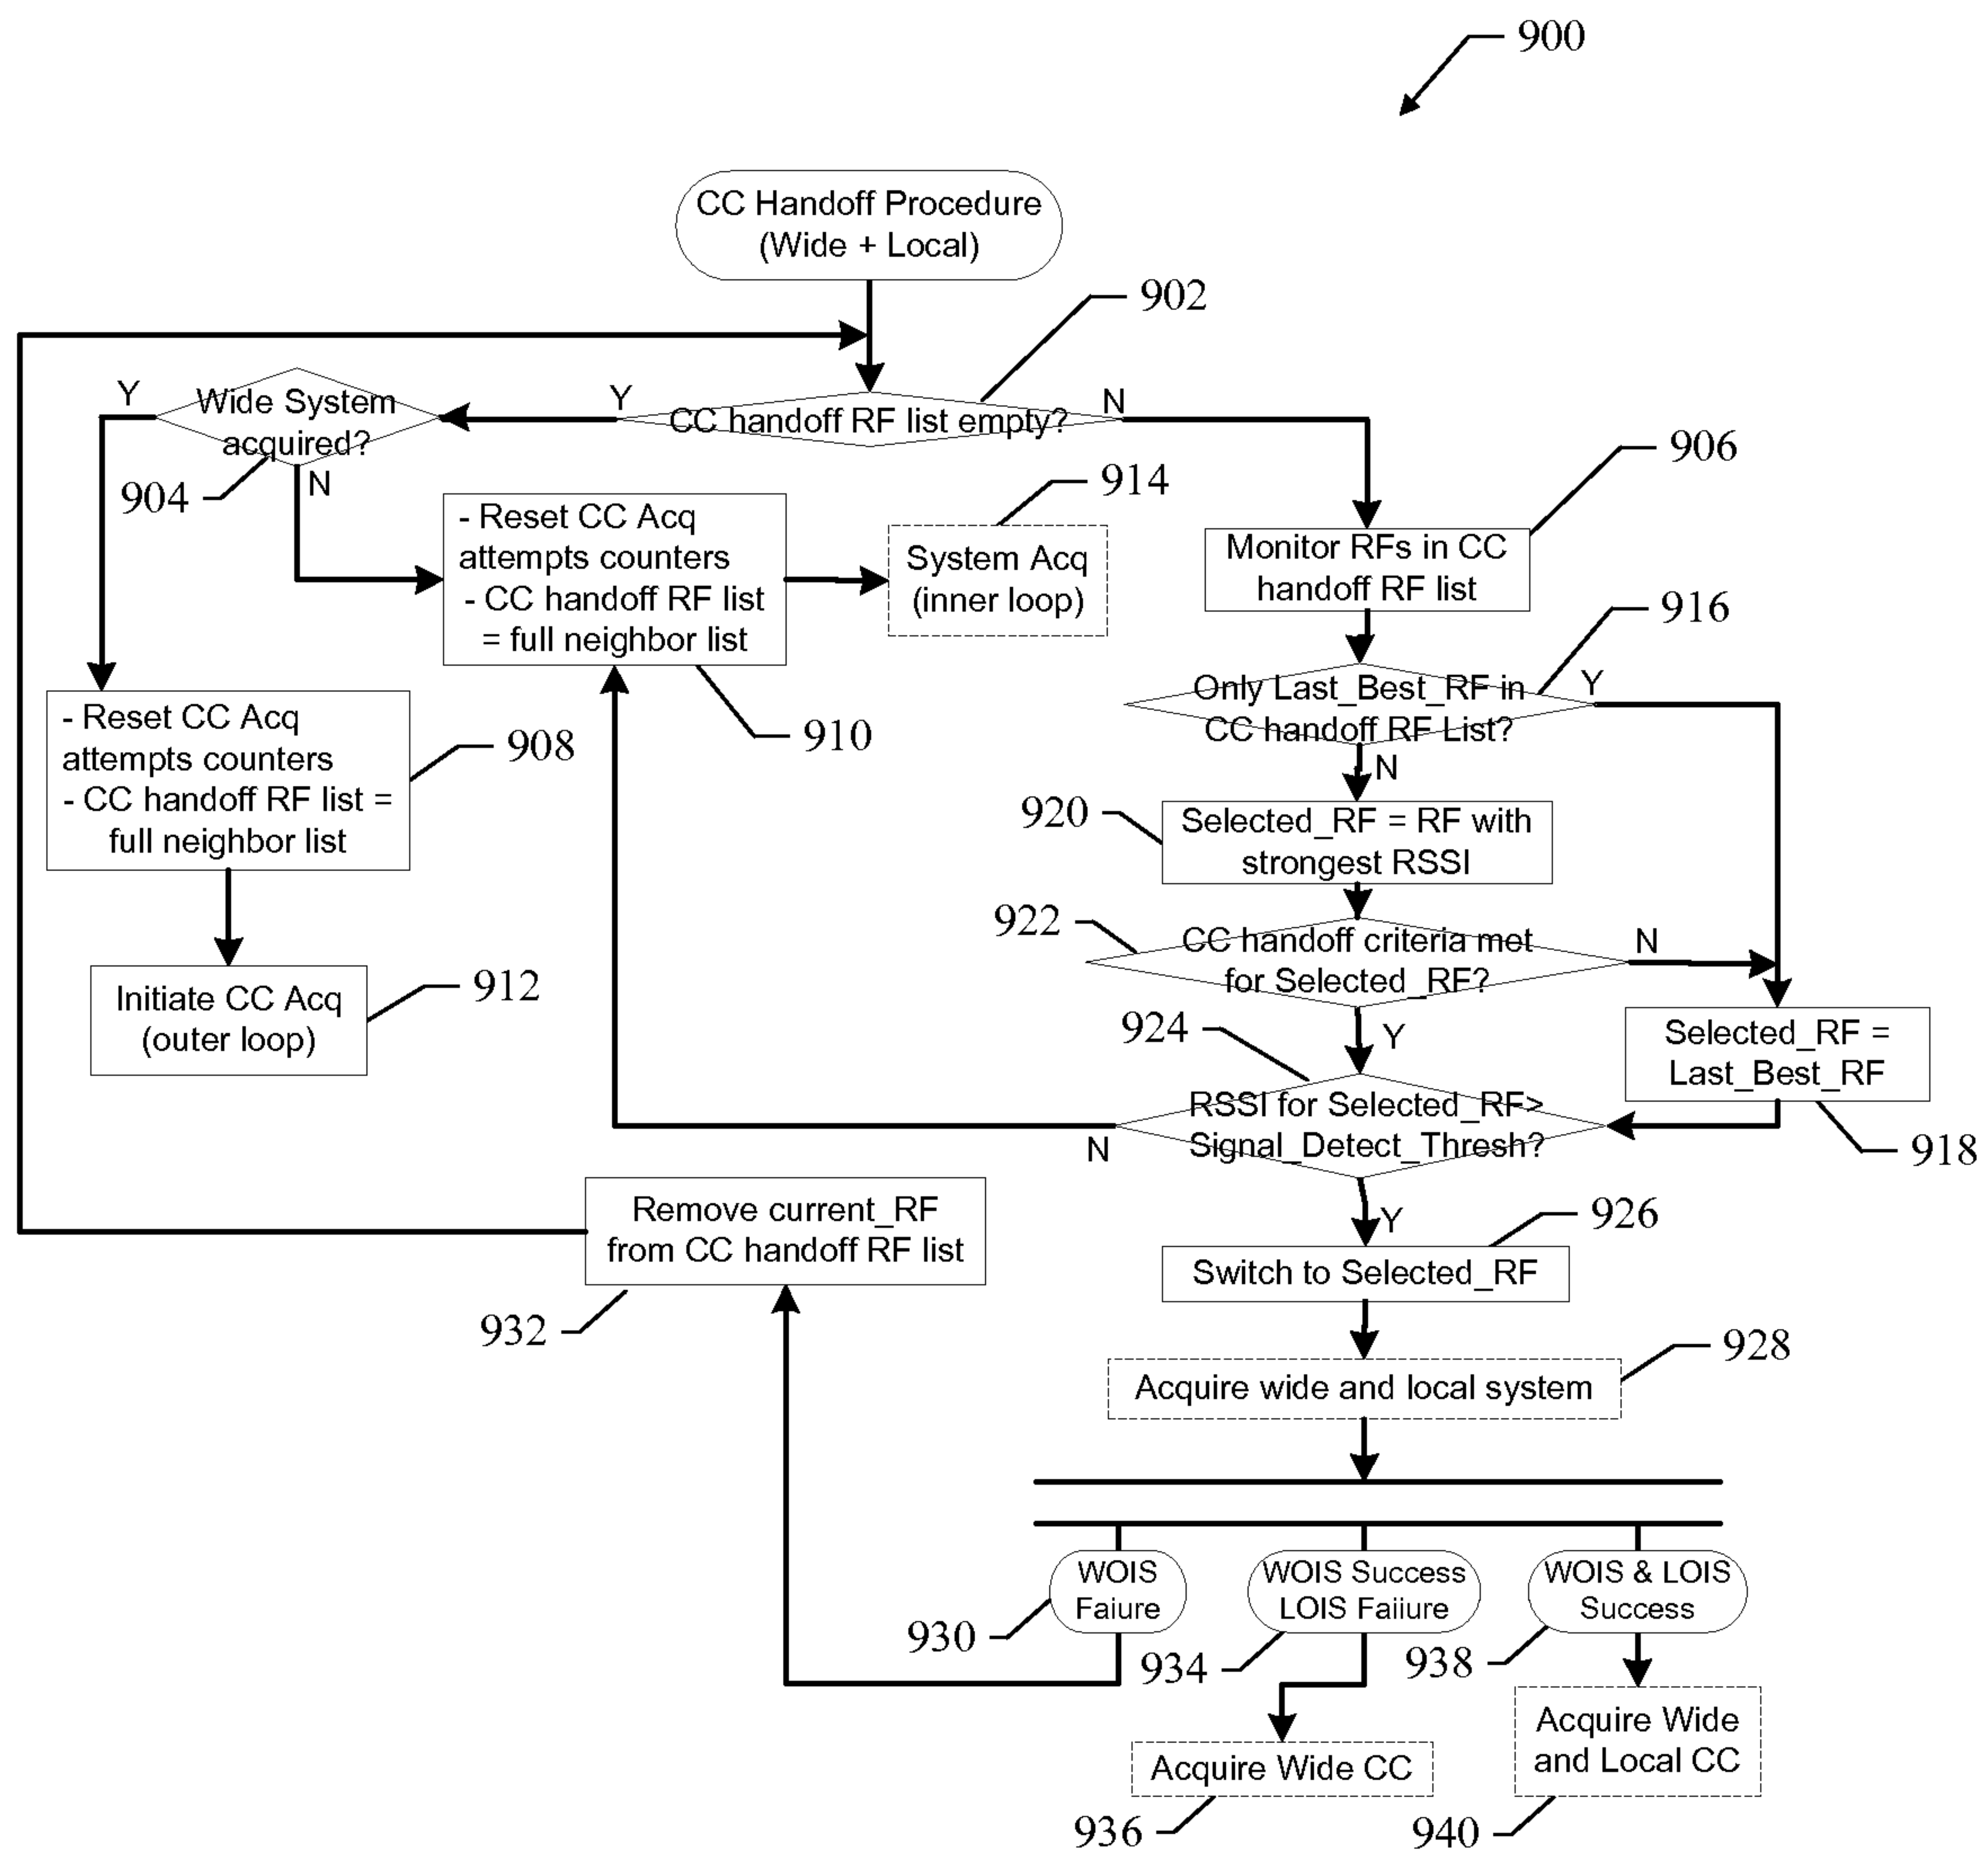 900
CC Handoff Procedure
(Wide + Local)
902
Y
Wide System
acquired?
Y
CC handoff RF list empty?
N
904
N
906
914
- Reset CC Acq
attempts counters
- CC handoff RF list
= full neighbor list
System Acq
(inner loop)
Monitor RFs in CC
handoff RF list
916
Only Last_Best_RF in
CC handoff RF List?
Y
N
910
- Reset CC Acq
attempts counters
- CC handoff RF list =
full neighbor list
908
920
Selected_RF = RF with
strongest RSSI
922
CC handoff criteria met
for Selected_RF?
N
Y
Initiate CC Acq
(outer loop)
912
924
Selected_RF =
Last_Best_RF
918
RSSI for Selected_RF>
Signal_Detect_Thresh?
N
Y
Remove current_RF
from CC handoff RF list
932
926
Switch to Selected_RF
928
Acquire wide and local system
WOIS
Faiure
930
WOIS Success
LOIS Faiiure
934
WOIS & LOIS
Success
938
Acquire Wide CC
936
Acquire Wide
and Local CC
940